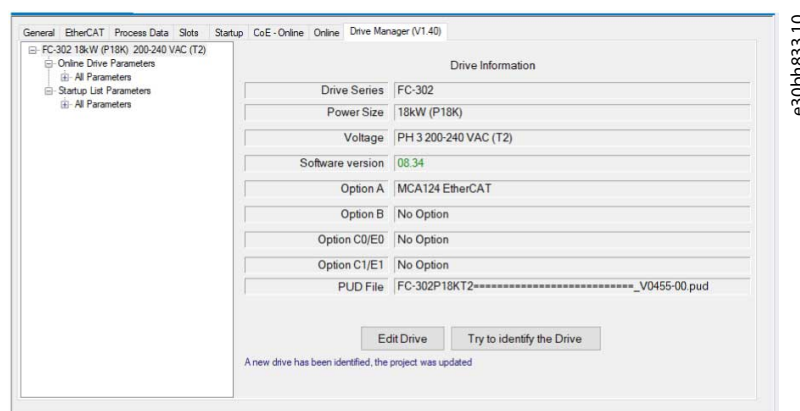 General EtherCAT Process Data Slots Startup CoE - Online Online Drive Manager (V1.40)
FC-302 18kW (P18K) 200-240 VAC (T2)
Online Drive Parameters
All Parameters
Startup List Parameters
All Parameters
Drive Information
Drive Series FC-302
Power Size 18kW (P18K)
Voltage PH 3 200-240 VAC (T2)
Software version 08.34
Option A MCA124 EtherCAT
Option B No Option
Option C0/E0 No Option
Option C1/E1 No Option
PUD File FC-302P18KT2===========================_V0455-00.pud
Edit Drive Try to identify the Drive
A new drive has been identified, the project was updated
e30bh833.10